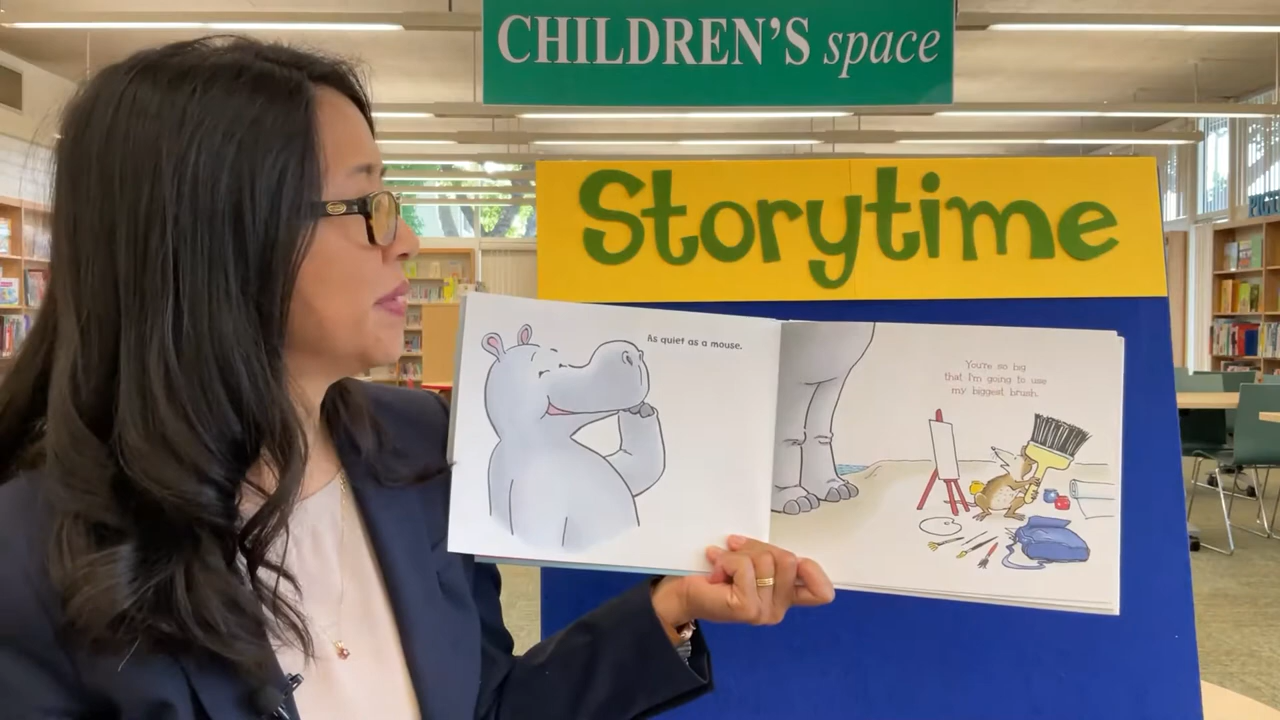 CHILDREN'S space
Storytime
As quiet as a mouse.
You're so big
that I'm going to use
my biggest brush.